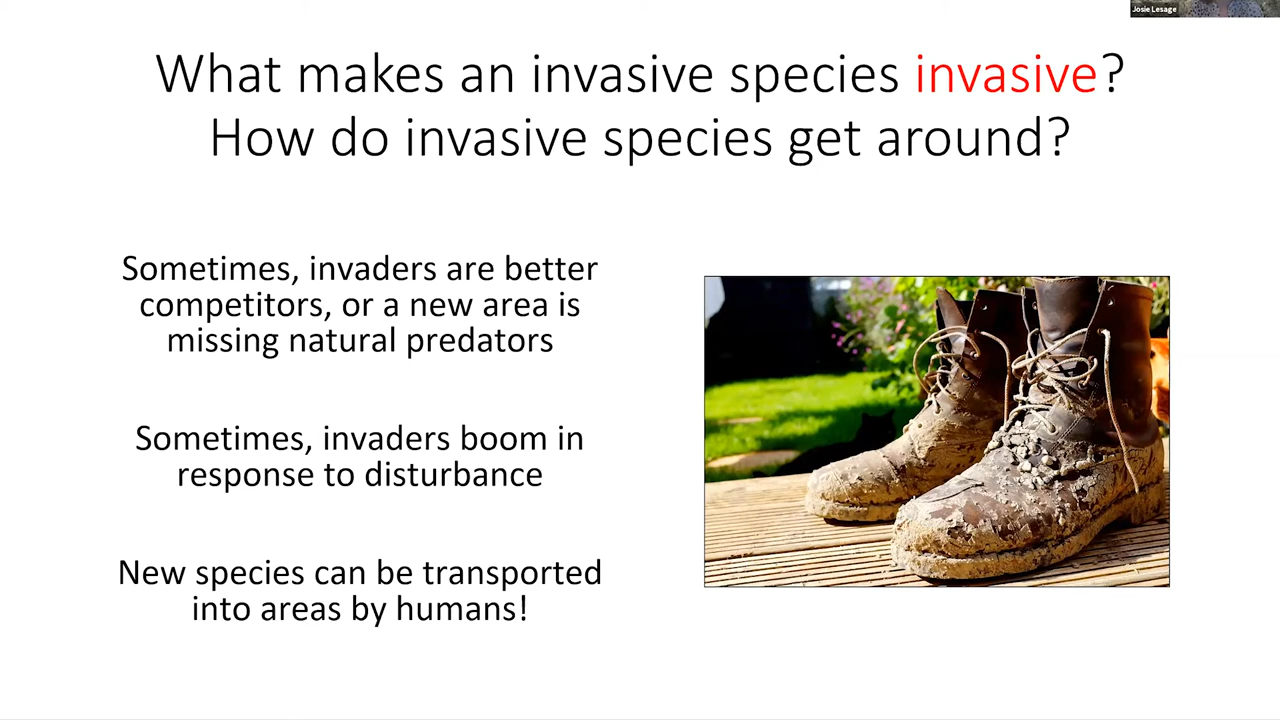 Josie Lesage
What makes an invasive species invasive?
How do invasive species get around?
Sometimes, invaders are better
competitors, or a new area is
missing natural predators
Sometimes, invaders boom in
response to disturbance
New species can be transported
into areas by humans!